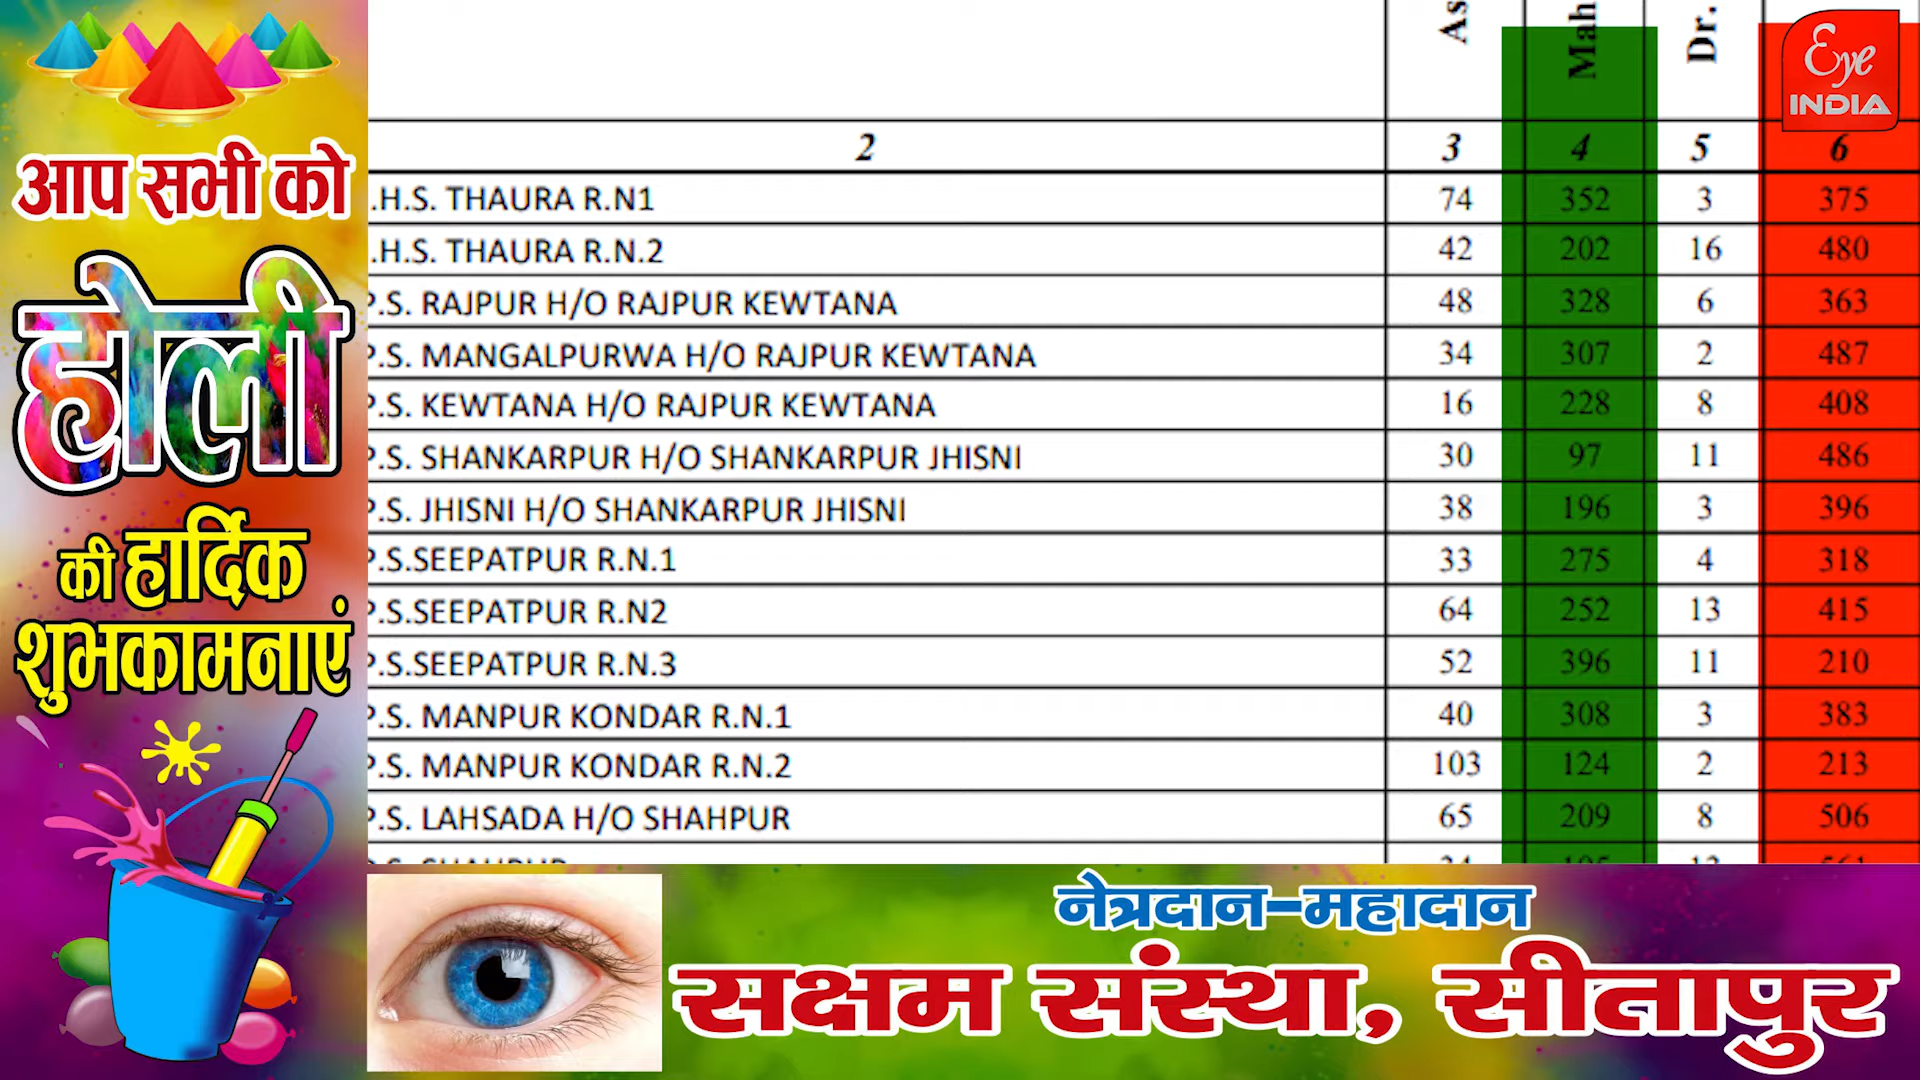 आप सभी को
होली
की हार्दिक
शुभकामनाएं
As
Mah
Dr.
Eye
INDIA
2 3 4 5 6
.H.S. THAURA R.N1 74 352 3 375
.H.S. THAURA R.N.2 42 202 16 480
P.S. RAJPUR H/O RAJPUR KEWTANA 48 328 6 363
P.S. MANGALPURWA H/O RAJPUR KEWTANA 34 307 2 487
P.S. KEWTANA H/O RAJPUR KEWTANA 16 228 8 408
P.S. SHANKARPUR H/O SHANKARPUR JHISNI 30 97 11 486
P.S. JHISNI H/O SHANKARPUR JHISNI 38 196 3 396
P.S.SEEPATPUR R.N.1 33 275 4 318
P.S.SEEPATPUR R.N2 64 252 13 415
P.S.SEEPATPUR R.N.3 52 396 11 210
P.S. MANPUR KONDAR R.N.1 40 308 3 383
P.S. MANPUR KONDAR R.N.2 103 124 2 213
P.S. LAHSADA H/O SHAHPUR 65 209 8 506
नेत्रदान-महादान
सक्षम संस्था, सीतापुर